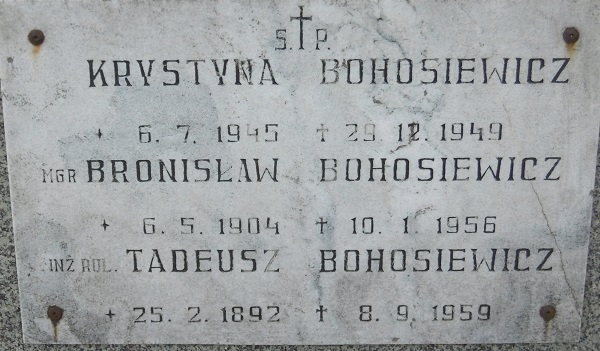 S.†P.
KRYSTYNA BOHOSIEWICZ
* 6. 7. 1945 † 29. 12. 1949
MGR BRONISŁAW BOHOSIEWICZ
* 6. 5. 1904 † 10. 1. 1956
INŻ ROL. TADEUSZ BOHOSIEWICZ
* 25. 2. 1892 † 8. 9. 1959